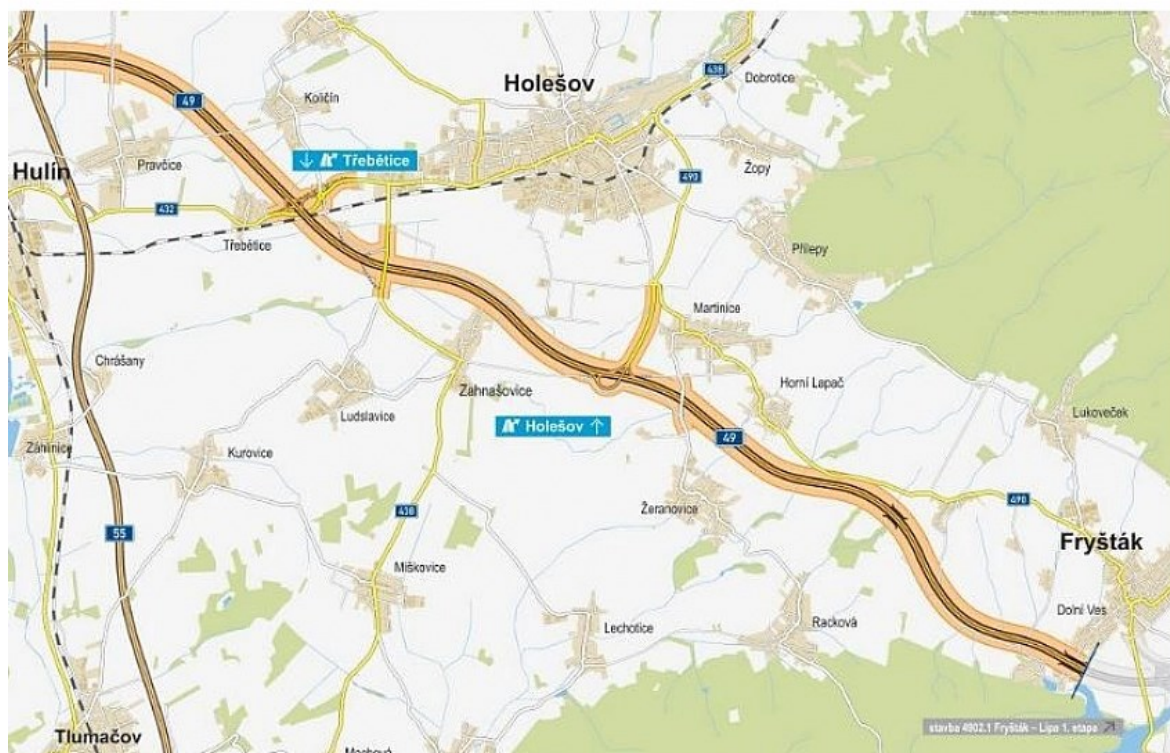 438
Dobrotice
Holešov
49
Količín
Třebětice
Žopy
Pravčice
490
Hulín
432
Třebětice
Přílepy
Martinice
Chrášany
Zahnašovice
Horní Lapač
Ludslavice
Lukoveček
Holešov
49
Záhlinice
Kurovice
490
Žeranovice
438
55
Fryšták
Míškovice
Dolní Ves
Lechotice
Racková
stavba 4902.1 Fryšták – Lípa 1. etapa
Tlumačov